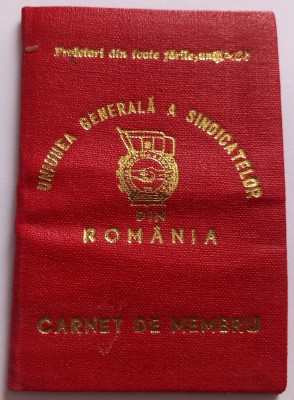 Proletari din toate țările, uniți-vă!
UNIUNEA GENERALĂ A SINDICATELOR
DIN
ROMÂNIA
CARNET DE MEMBRU